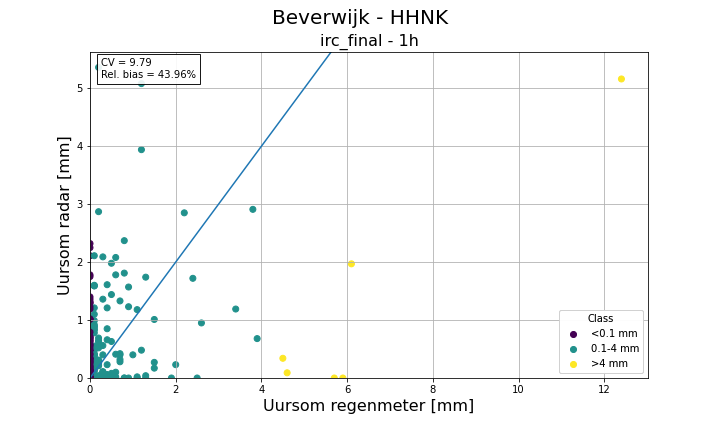 Beverwijk - HHNK
irc_final - 1h
CV = 9.79
Rel. bias = 43.96%
Uursom radar [mm]
5
4
3
2
1
0
0 2 4 6 8 10 12
Uursom regenmeter [mm]
Class
<0.1 mm
0.1-4 mm
>4 mm